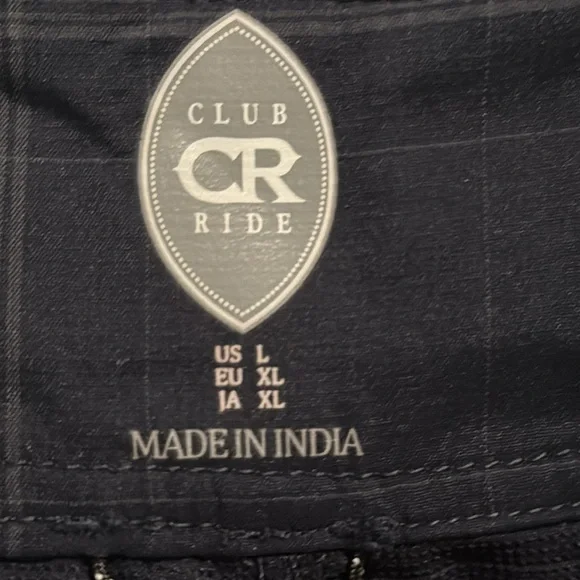 CLUB
CR
RIDE
US L
EU XL
JA XL
MADE IN INDIA